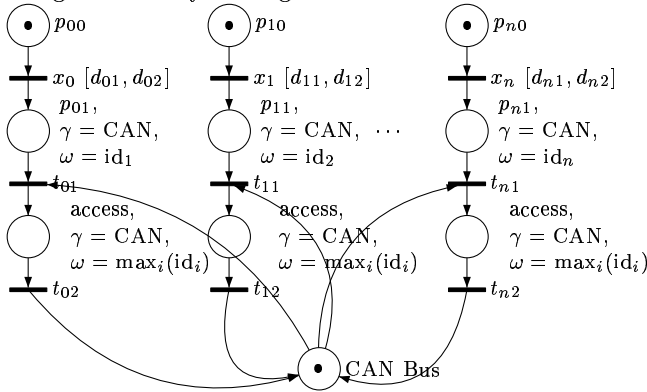 p₀₀ p₁₀ pₙ₀
x₀ [d₀₁, d₀₂] x₁ [d₁₁, d₁₂] xₙ [dₙ₁, dₙ₂]
p₀₁, p₁₁, pₙ₁,
γ = CAN, γ = CAN, ··· γ = CAN,
ω = id₁ ω = id₂ ω = idₙ
t₀₁ t₁₁ tₙ₁
access, access, access,
γ = CAN, γ = CAN, γ = CAN,
ω = maxᵢ(idᵢ) ω = maxᵢ(idᵢ) ω = maxᵢ(idᵢ)
t₀₂ t₁₂ tₙ₂
CAN Bus